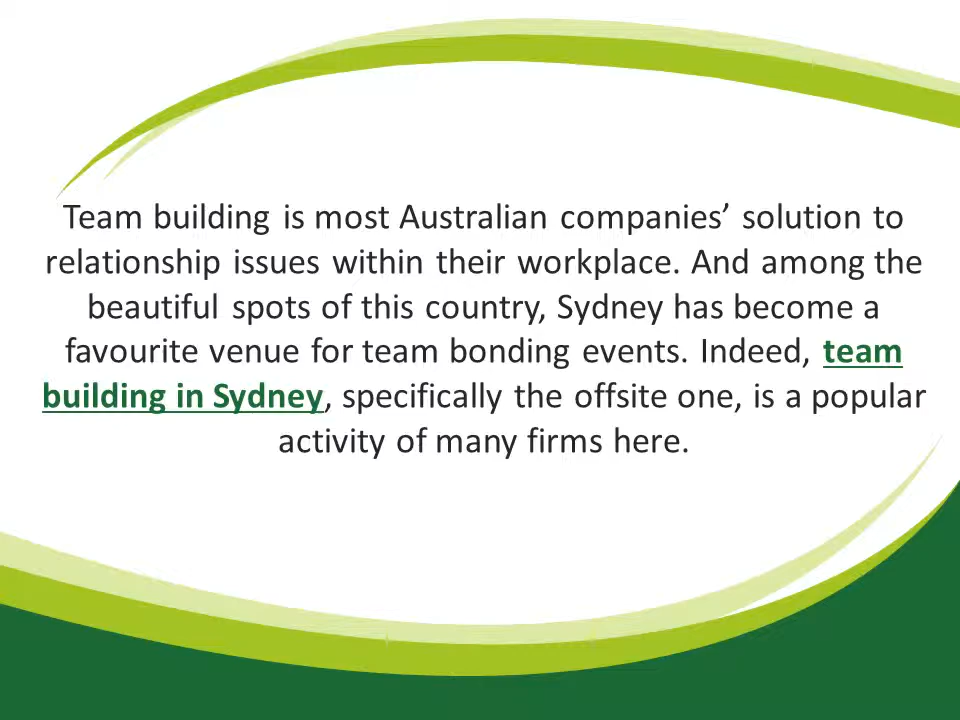 Team building is most Australian companies’ solution to
relationship issues within their workplace. And among the
beautiful spots of this country, Sydney has become a
favourite venue for team bonding events. Indeed, team
building in Sydney, specifically the offsite one, is a popular
activity of many firms here.